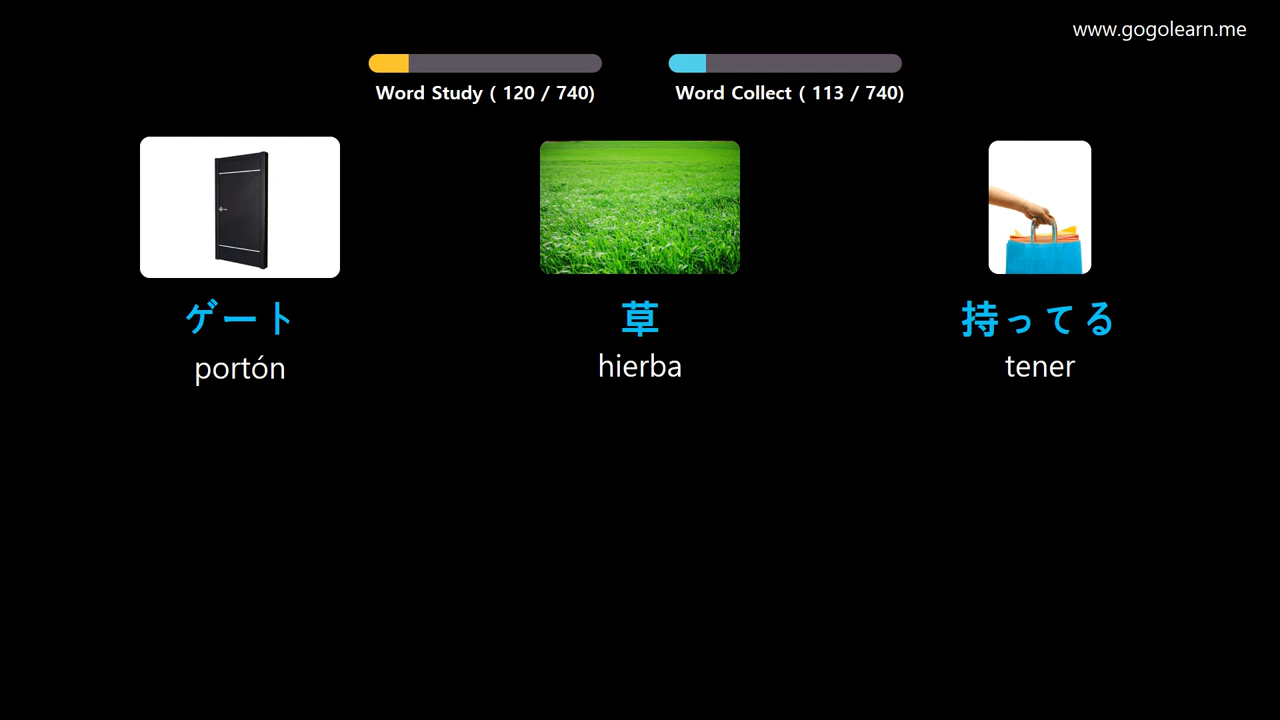 www.gogolearn.me
Word Study ( 120 / 740)
Word Collect ( 113 / 740)
ゲート
草
持ってる
portón
hierba
tener